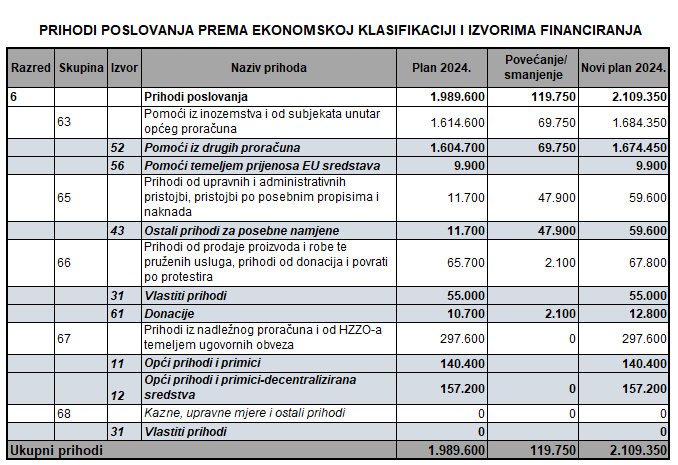 PRIHODI POSLOVANJA PREMA EKONOMSKOJ KLASIFIKACIJI I IZVORIMA FINANCIRANJA
Razred Skupina Izvor Naziv prihoda Plan 2024. Povećanje/ smanjenje Novi plan 2024.
6 Prihodi poslovanja 1.989.600 119.750 2.109.350
63 Pomoći iz inozemstva i od subjekata unutar
općeg proračuna 1.614.600 69.750 1.684.350
52 Pomoći iz drugih proračuna 1.604.700 69.750 1.674.450
56 Pomoći temeljem prijenosa EU sredstava 9.900 9.900
65 Prihodi od upravnih i administrativnih
pristojbi, pristojbi po posebnim propisima i
naknada 11.700 47.900 59.600
43 Ostali prihodi za posebne namjene 11.700 47.900 59.600
66 Prihodi od prodaje proizvoda i robe te
pruženih usluga, prihodi od donacija i povrati
po protestira 65.700 2.100 67.800
31 Vlastiti prihodi 55.000 55.000
61 Donacije 10.700 2.100 12.800
67 Prihodi iz nadležnog proračuna i od HZZO-a
temeljem ugovornih obveza 297.600 0 297.600
11 Opći prihodi i primici 140.400 140.400
12 Opći prihodi i primici-decentralizirana
sredstva 157.200 0 157.200
68 Kazne, upravne mjere i ostali prihodi 0 0 0
31 Vlastiti prihodi 0 0
Ukupni prihodi 1.989.600 119.750 2.109.350